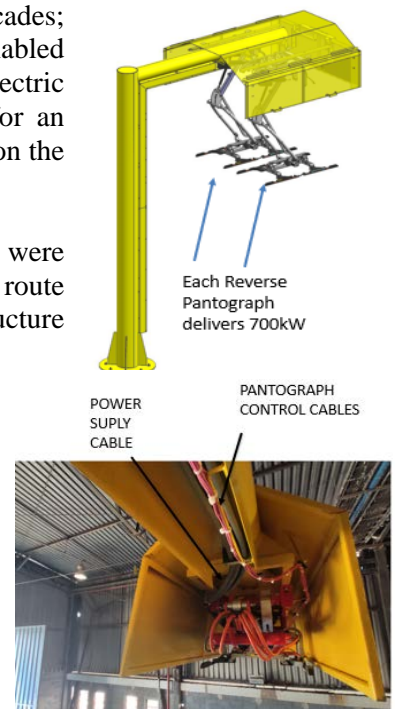 cades;
abled
ectric
or an
on the
were
route
ucture
Each Reverse
Pantograph
delivers 700kW
POWER
SUPLY
CABLE
PANTOGRAPH
CONTROL CABLES